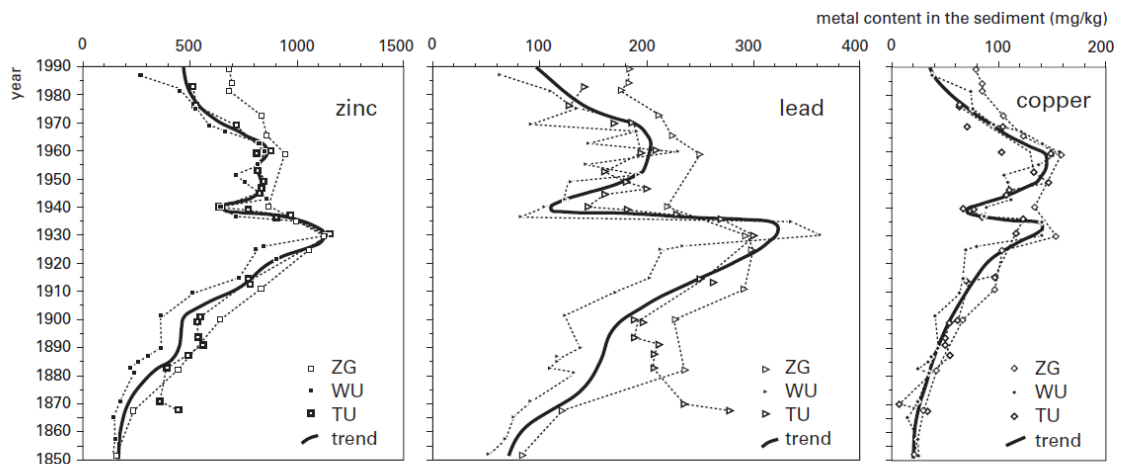 metal content in the sediment (mg/kg)
0 500 1000 1500 0 100 200 300 400 0 100 200
year
1990
1980
1970
1960
1950
1940
1930
1920
1910
1900
1890
1880
1870
1860
1850
zinc
ZG
WU
TU
trend
lead
ZG
WU
TU
trend
copper
ZG
WU
TU
trend